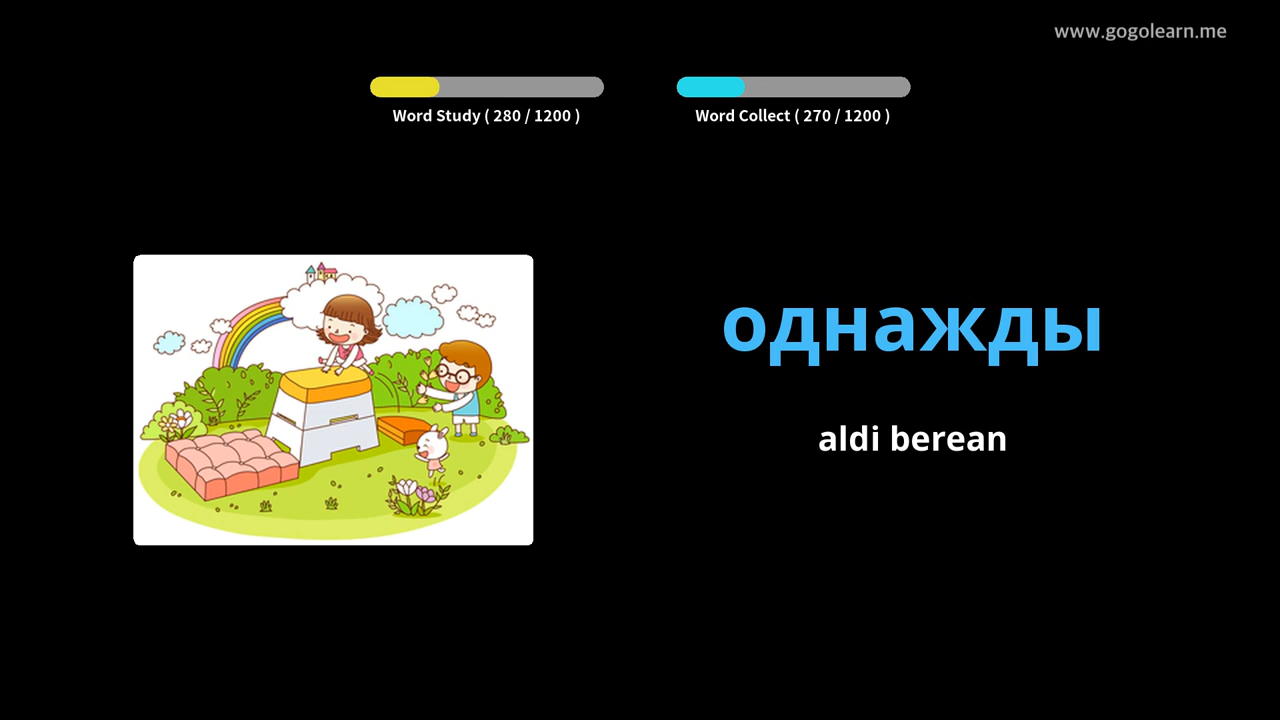 www.gogolearn.me
Word Study ( 280 / 1200 )
Word Collect ( 270 / 1200 )
однажды
aldi berean